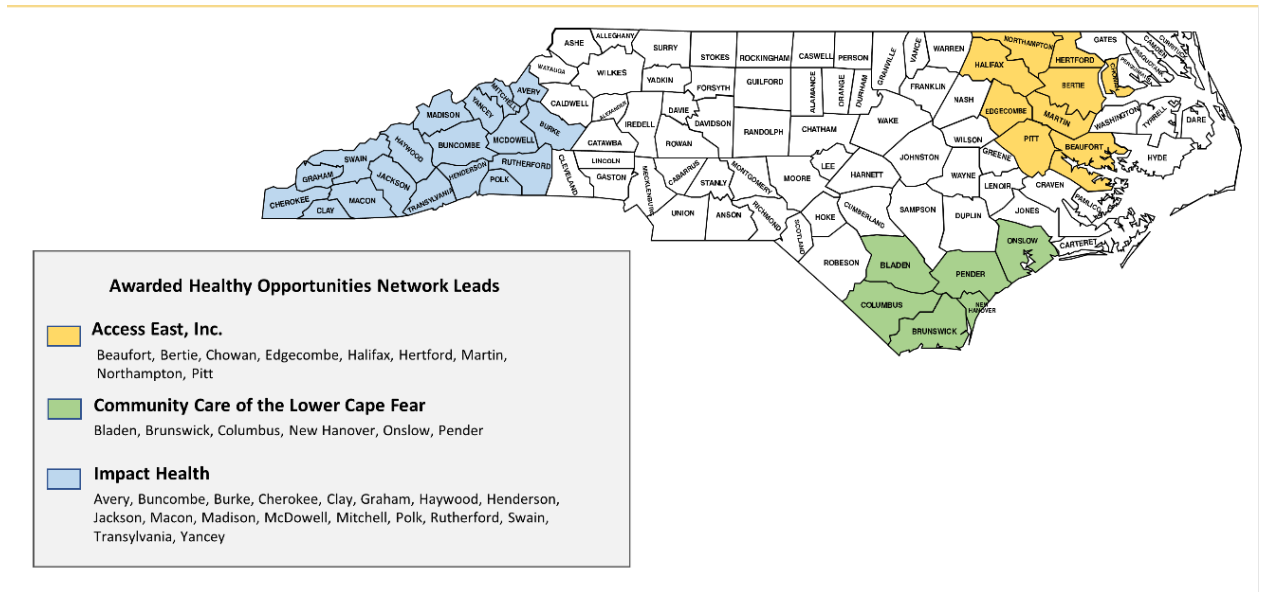 ASHE
ALLEGHANY
SURRY
STOKES
ROCKINGHAM
CASWELL
PERSON
GRANVILLE
VANCE
WARREN
NORTHAMPTON
GATES
CURRITUCK
CAMDEN
PASQUOTANK
PERQUIMANS
HALIFAX
HERTFORD
CHOWAN
BERTIE
WATAUGA
WILKES
YADKIN
FORSYTH
GUILFORD
ALAMANCE
ORANGE
DURHAM
FRANKLIN
NASH
EDGECOMBE
MARTIN
WASHINGTON
TYRRELL
DARE
AVERY
MITCHELL
YANCEY
MADISON
CALDWELL
ALEXANDER
IREDELL
DAVIE
DAVIDSON
RANDOLPH
CHATHAM
WAKE
WILSON
PITT
BEAUFORT
HYDE
BURKE
MCDOWELL
BUNCOMBE
HAYWOOD
SWAIN
GRAHAM
CATAWBA
ROWAN
LINCOLN
GASTON
CLEVELAND
RUTHERFORD
POLK
HENDERSON
TRANSYLVANIA
JACKSON
MACON
CLAY
CHEROKEE
MECKLENBURG
CABARRUS
STANLY
MONTGOMERY
MOORE
LEE
HARNETT
JOHNSTON
WAYNE
GREENE
LENOIR
CRAVEN
PAMLICO
JONES
CARTERET
UNION
ANSON
RICHMOND
SCOTLAND
HOKE
CUMBERLAND
SAMPSON
DUPLIN
ONSLOW
ROBESON
BLADEN
PENDER
COLUMBUS
NEW
HANOVER
BRUNSWICK
Awarded Healthy Opportunities Network Leads
Access East, Inc.
Beaufort, Bertie, Chowan, Edgecombe, Halifax, Hertford, Martin,
Northampton, Pitt
Community Care of the Lower Cape Fear
Bladen, Brunswick, Columbus, New Hanover, Onslow, Pender
Impact Health
Avery, Buncombe, Burke, Cherokee, Clay, Graham, Haywood, Henderson,
Jackson, Macon, Madison, McDowell, Mitchell, Polk, Rutherford, Swain,
Transylvania, Yancey